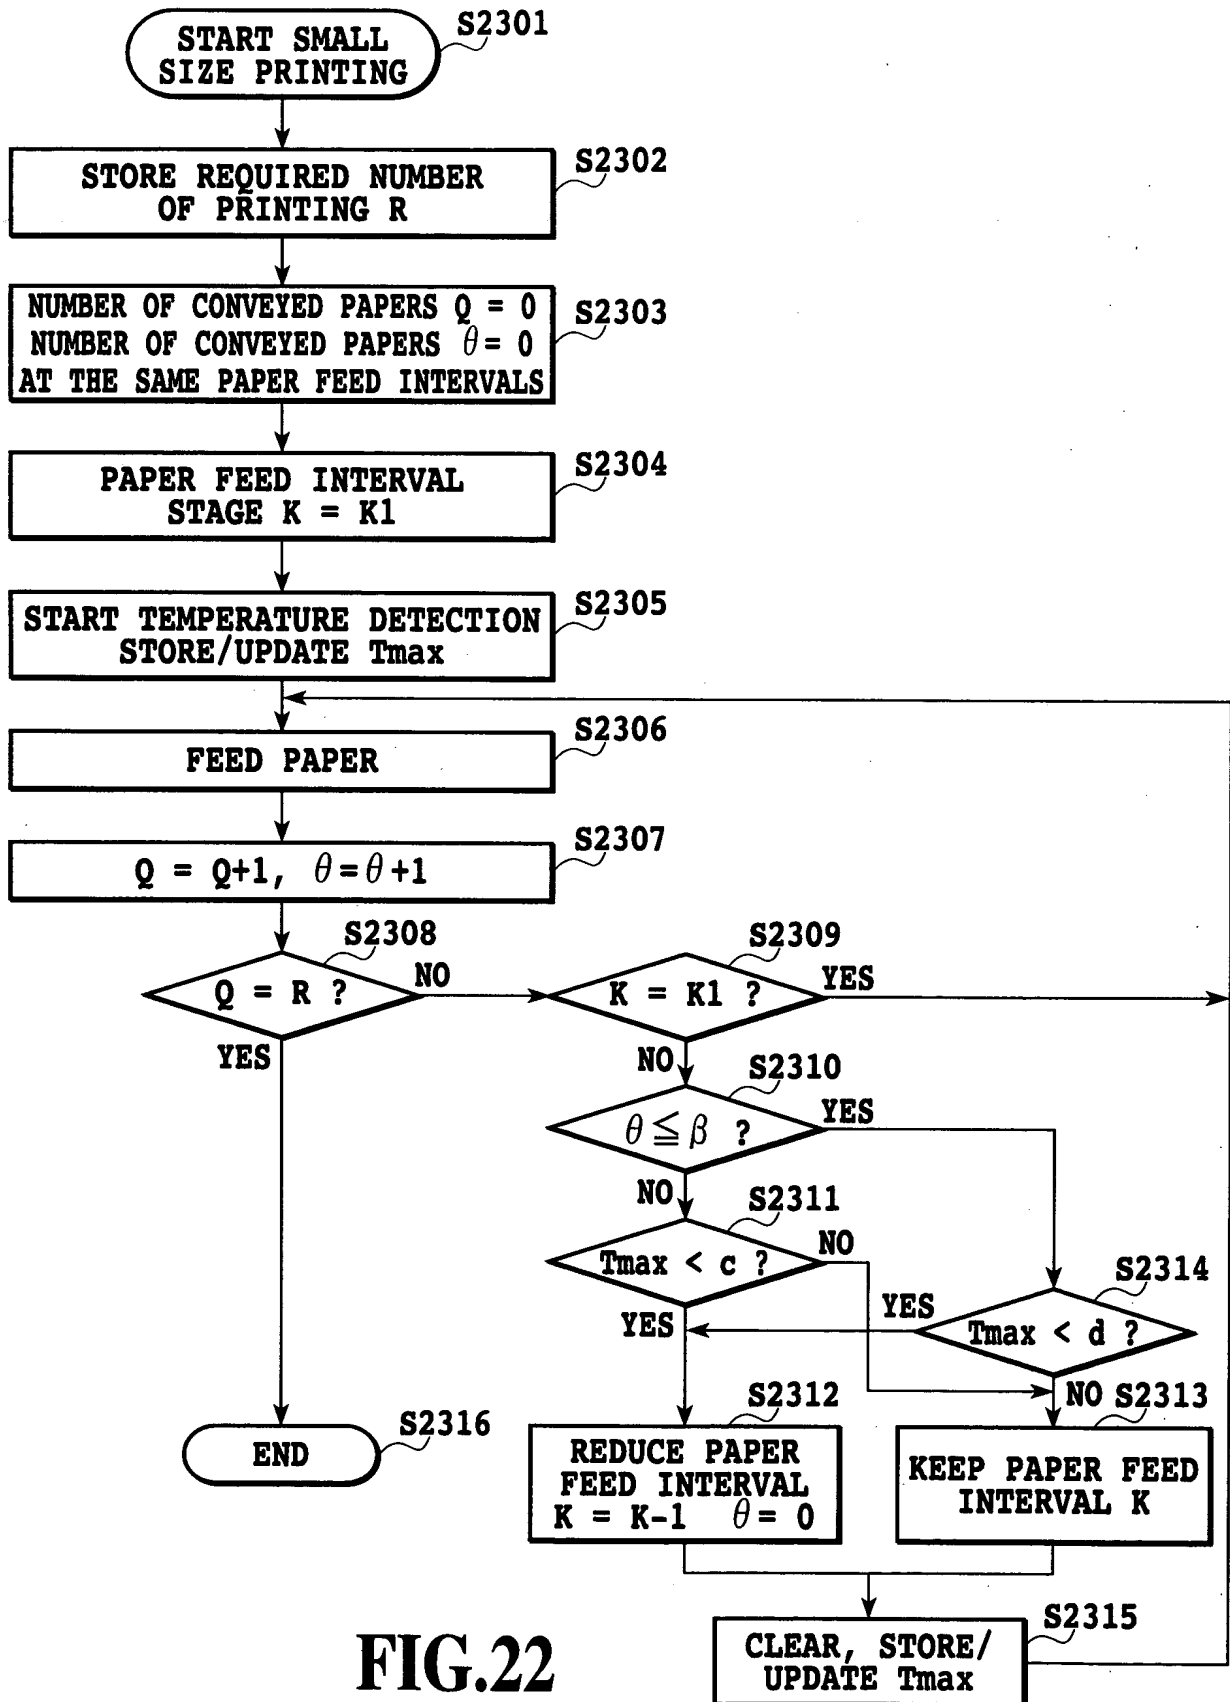 START SMALL
SIZE PRINTING
S2301
STORE REQUIRED NUMBER
OF PRINTING R
S2302
NUMBER OF CONVEYED PAPERS Q = 0
NUMBER OF CONVEYED PAPERS θ = 0
AT THE SAME PAPER FEED INTERVALS
S2303
PAPER FEED INTERVAL
STAGE K = K1
S2304
START TEMPERATURE DETECTION
STORE/UPDATE Tmax
S2305
FEED PAPER
S2306
Q = Q+1, θ = θ +1
S2307
Q = R ?
S2308
NO
YES
K = K1 ?
S2309
YES
NO
θ ≦ β ?
S2310
YES
NO
Tmax < c ?
S2311
NO
YES
Tmax < d ?
S2314
YES
NO
END
S2316
REDUCE PAPER
FEED INTERVAL
K = K-1 θ = 0
S2312
KEEP PAPER FEED
INTERVAL K
S2313
CLEAR, STORE/
UPDATE Tmax
S2315
FIG.22